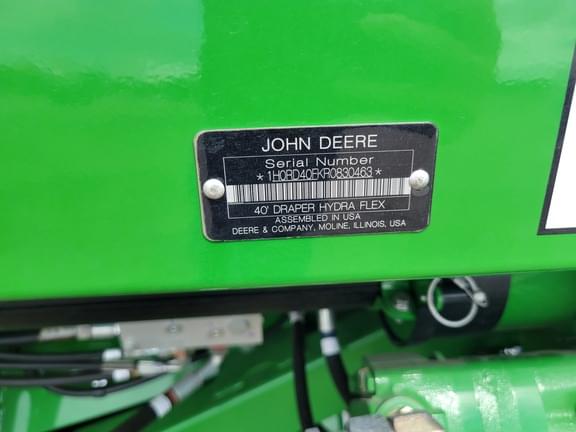 JOHN DEERE
Serial Number
*1H0RD40FKR0830463*
40' DRAPER HYDRA FLEX
ASSEMBLED IN USA
DEERE & COMPANY, MOLINE, ILLINOIS, USA